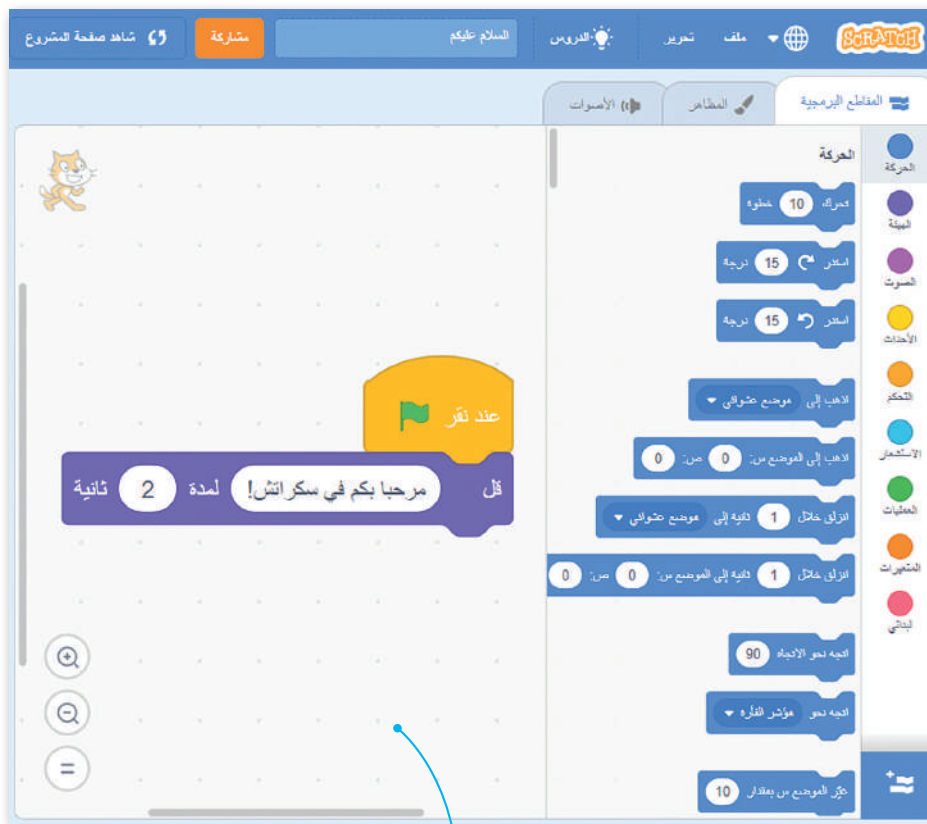 SCRATCH ملف تحرير الدروس السلام عليكم مشاركة شاهد صفحة المشروع
المقاطع البرمجية المظاهر الأصوات
الحركة
الهيئة
الصوت
الأحداث
التحكم
الاستشعار
العمليات
المتغيرات
لبناتي
الحركة
تحرك 10 خطوة
استدر 15 درجة
استدر 15 درجة
اذهب إلى موضع عشوائي
اذهب إلى الموضع س: 0 ص: 0
انزلق خلال 1 ثانية إلى موضع عشوائي
انزلق خلال 1 ثانية إلى الموضع س: 0 ص: 0
اتجه نحو الاتجاه 90
اتجه نحو مؤشر الفأرة
غيّر الموضع س بمقدار 10
عند نقر
قل مرحبا بكم في سكراتش! لمدة 2 ثانية